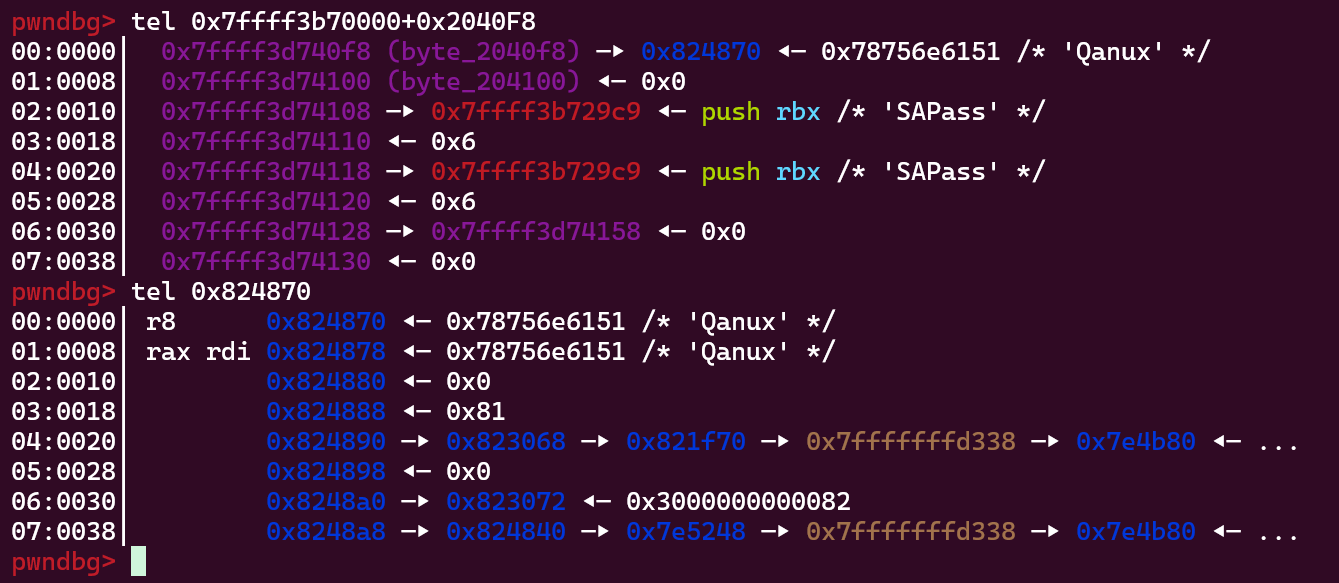 pwndbg> tel 0x7ffff3b70000+0x2040F8
00:0000│  0x7ffff3d740f8 (byte_2040f8) —▸ 0x824870 ◂— 0x78756e6151 /* 'Qanux' */
01:0008│  0x7ffff3d74100 (byte_204100) ◂— 0x0
02:0010│  0x7ffff3d74108 —▸ 0x7ffff3b729c9 ◂— push rbx /* 'SAPass' */
03:0018│  0x7ffff3d74110 ◂— 0x6
04:0020│  0x7ffff3d74118 —▸ 0x7ffff3b729c9 ◂— push rbx /* 'SAPass' */
05:0028│  0x7ffff3d74120 ◂— 0x6
06:0030│  0x7ffff3d74128 —▸ 0x7ffff3d74158 ◂— 0x0
07:0038│  0x7ffff3d74130 ◂— 0x0
pwndbg> tel 0x824870
00:0000│ r8      0x824870 ◂— 0x78756e6151 /* 'Qanux' */
01:0008│ rax rdi 0x824878 ◂— 0x78756e6151 /* 'Qanux' */
02:0010│         0x824880 ◂— 0x0
03:0018│         0x824888 ◂— 0x81
04:0020│         0x824890 —▸ 0x823068 —▸ 0x821f70 —▸ 0x7fffffffd338 —▸ 0x7e4b80 ◂— ...
05:0028│         0x824898 ◂— 0x0
06:0030│         0x8248a0 —▸ 0x823072 ◂— 0x3000000000082
07:0038│         0x8248a8 —▸ 0x824840 —▸ 0x7e5248 —▸ 0x7fffffffd338 —▸ 0x7e4b80 ◂— ...
pwndbg>